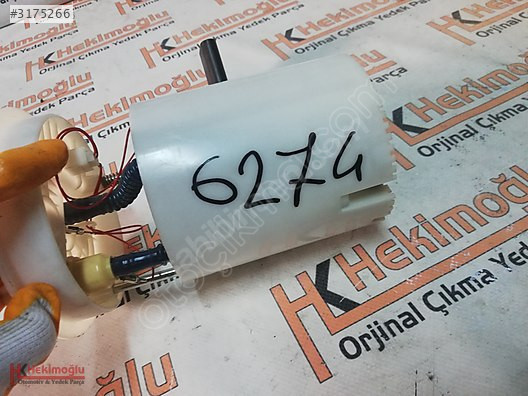 #3175266
Hekimoğlu
Orjinal Çıkma Yedek Parça
Hekimoğlu
Orjinal Çıkma Yedek Parça
Hekimoğlu
Orjinal Çıkma
6274
Hekimoğlu
Orjinal Çıkma
Hekimoğlu
Otomotiv & Yedek Parça